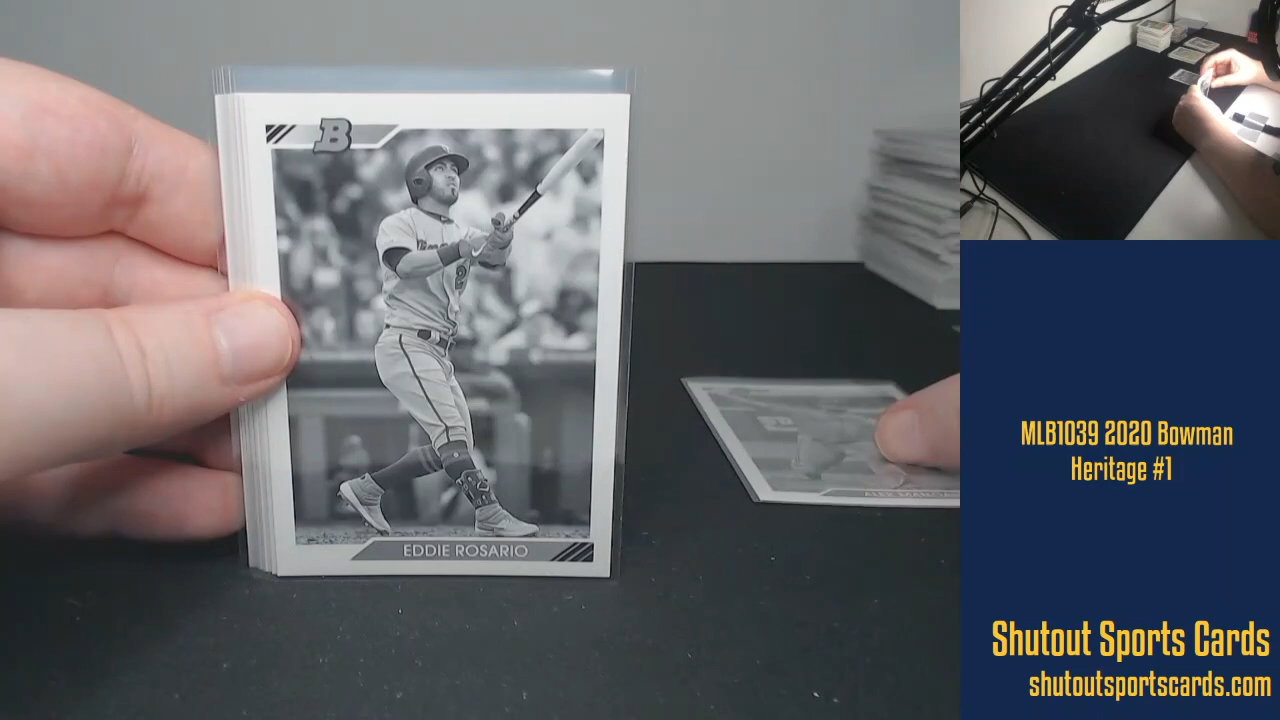 B
EDDIE ROSARIO
MLB1039 2020 Bowman
Heritage #1
Shutout Sports Cards
shutoutsportscards.com